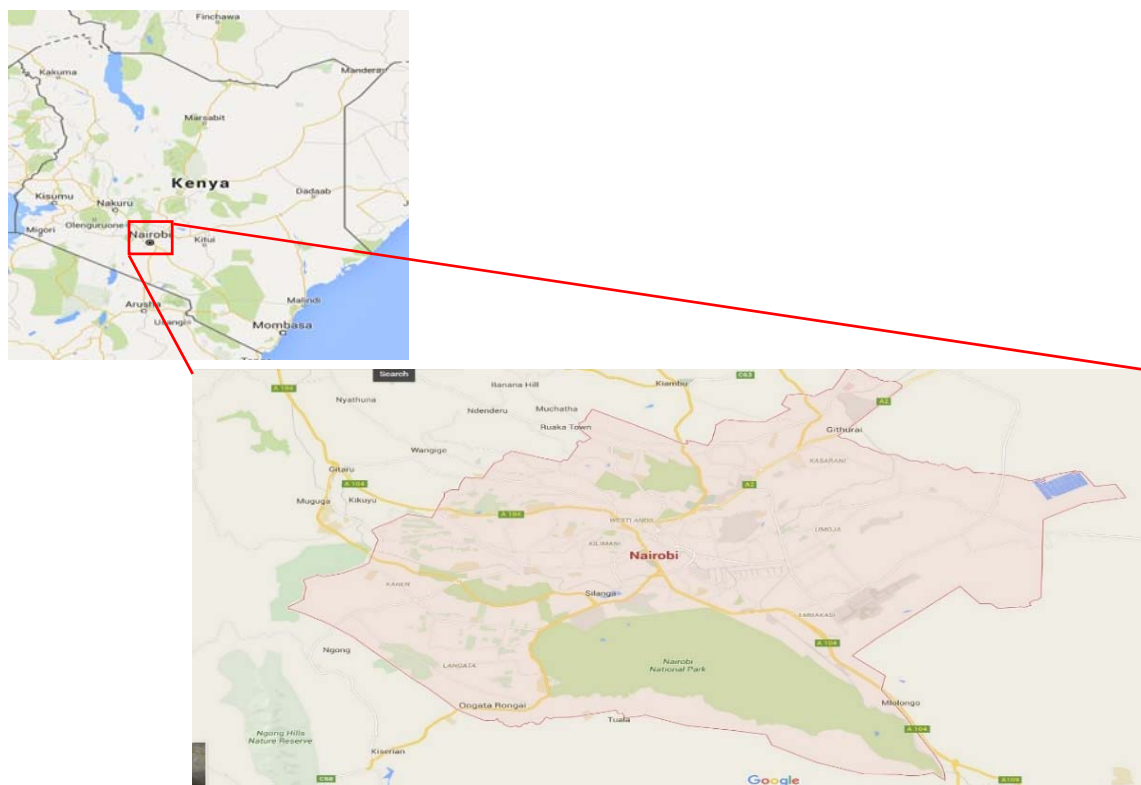 Finchawa
Kakuma
Mandera
Marsabit
Kenya
Kisumu
Nakuru
Dadaab
Olenguruone
Migori
Nairobi
Kitui
Arusha
Malindi
Mombasa
Search
C63
A 104
Banana Hill
Kiambu
Nyathuna
Ndenderu
Muchatha
A2
Ruaka Town
Githurai
Wangige
KASARANI
Gitaru
A 104
A2
Muguga
Kikuyu
A 104
WESTLANDS
UMOJA
KILIMANI
Nairobi
KAREN
Silanga
EMBAKASI
A 104
Ngong
LANGATA
Nairobi
National Park
Ongata Rongai
Mlolongo
Tuala
A 104
Ngong Hills
Nature Reserve
Kiserian
Google
A109